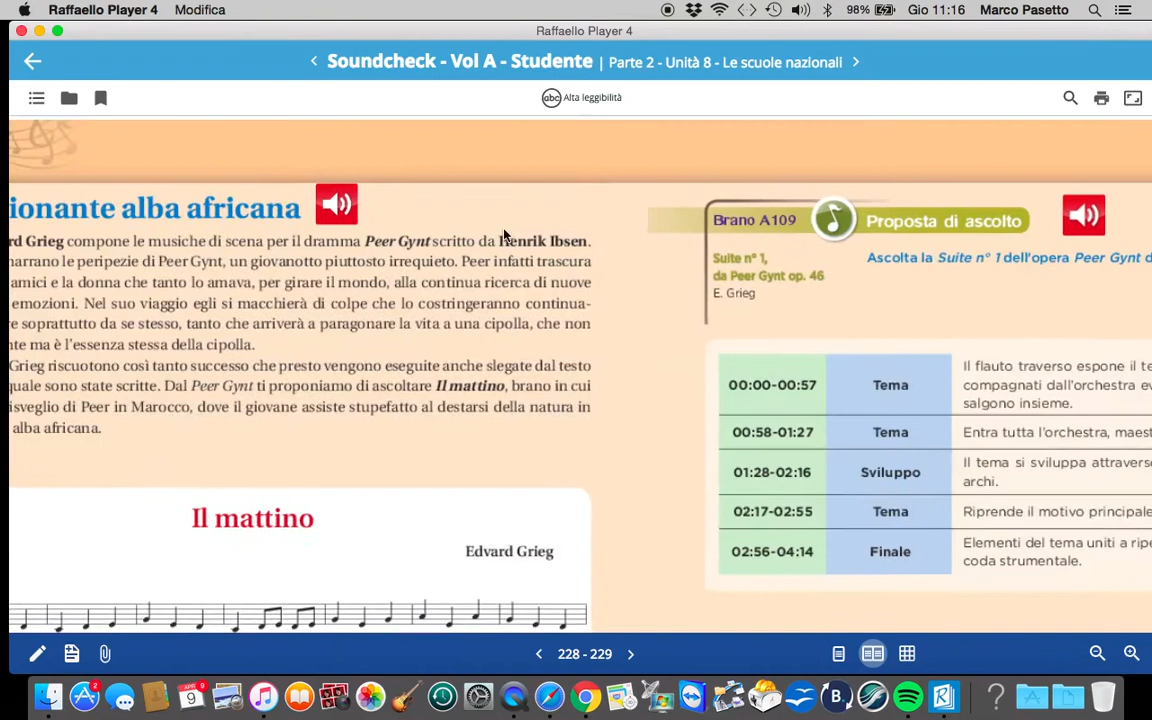 Raffaello Player 4 Modifica 98% Gio 11:16 Marco Pasetto
Raffaello Player 4
Soundcheck - Vol A - Studente | Parte 2 - Unità 8 - Le scuole nazionali
abc Alta leggibilità
ionante alba africana
rd Grieg compone le musiche di scena per il dramma Peer Gynt scritto da Henrik Ibsen.
narrano le peripezie di Peer Gynt, un giovanotto piuttosto irrequieto. Peer infatti trascura
amici e la donna che tanto lo amava, per girare il mondo, alla continua ricerca di nuove
emozioni. Nel suo viaggio egli si macchierà di colpe che lo costringeranno continua-
re soprattutto da se stesso, tanto che arriverà a paragonare la vita a una cipolla, che non
nte ma è l'essenza stessa della cipolla.
Grieg riscuotono così tanto successo che presto vengono eseguite anche slegate dal testo
quale sono state scritte. Dal Peer Gynt ti proponiamo di ascoltare Il mattino, brano in cui
isveglio di Peer in Marocco, dove il giovane assiste stupefatto al destarsi della natura in
alba africana.
Il mattino
Edvard Grieg
Brano A109 Proposta di ascolto
Suite n° 1,
da Peer Gynt op. 46
E. Grieg
Ascolta la Suite n° 1 dell'opera Peer Gynt d
00:00-00:57 Tema Il flauto traverso espone il te
compagnati dall'orchestra ev
salgono insieme.
00:58-01:27 Tema Entra tutta l'orchestra, maest
01:28-02:16 Sviluppo Il tema si sviluppa attraverso
archi.
02:17-02:55 Tema Riprende il motivo principale
02:56-04:14 Finale Elementi del tema uniti a ripe
coda strumentale.
228 - 229